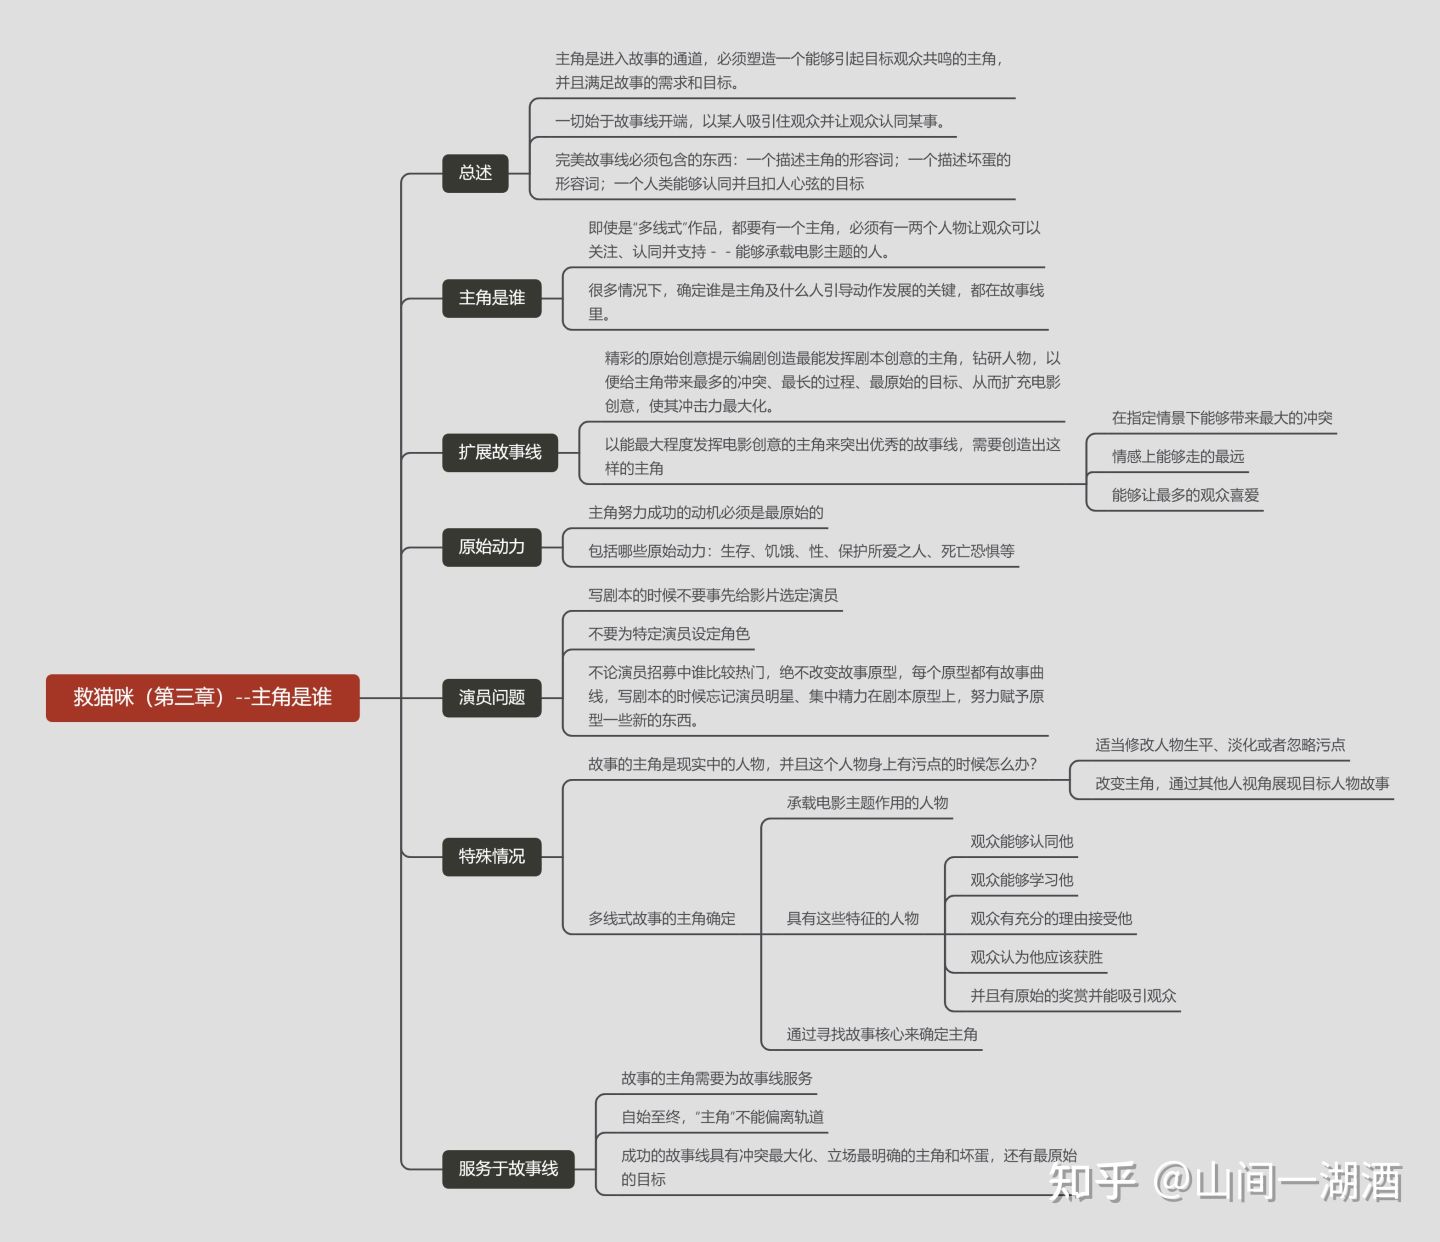 救猫咪（第三章）--主角是谁
总述
主角是进入故事的通道，必须塑造一个能够引起目标观众共鸣的主角，
并且满足故事的需求和目标。
一切始于故事线开端，以某人吸引住观众并让观众认同某事。
完美故事线必须包含的东西：一个描述主角的形容词；一个描述坏蛋的
形容词；一个人类能够认同并且扣人心弦的目标
主角是谁
即使是“多线式”作品，都要有一个主角，必须有一两个人物让观众可以
关注、认同并支持 - - 能够承载电影主题的人。
很多情况下，确定谁是主角及什么人引导动作发展的关键，都在故事线
里。
扩展故事线
精彩的原始创意提示编剧创造最能发挥剧本创意的主角，钻研人物，以
便给主角带来最多的冲突、最长的过程、最原始的目标、从而扩充电影
创意，使其冲击力最大化。
以能最大程度发挥电影创意的主角来突出优秀的故事线，需要创造出这
样的主角
在指定情景下能够带来最大的冲突
情感上能够走的最远
能够让最多的观众喜爱
原始动力
主角努力成功的动机必须是最原始的
包括哪些原始动力：生存、饥饿、性、保护所爱之人、死亡恐惧等
演员问题
写剧本的时候不要事先给影片选定演员
不要为特定演员设定角色
不论演员招募中谁比较热门，绝不改变故事原型，每个原型都有故事曲
线，写剧本的时候忘记演员明星、集中精力在剧本原型上，努力赋予原
型一些新的东西。
特殊情况
故事的主角是现实中的人物，并且这个人物身上有污点的时候怎么办？
适当修改人物生平、淡化或者忽略污点
改变主角，通过其他人视角展现目标人物故事
多线式故事的主角确定
承载电影主题作用的人物
具有这些特征的人物
观众能够认同他
观众能够学习他
观众有充分的理由接受他
观众认为他应该获胜
并且有原始的奖赏并能吸引观众
通过寻找故事核心来确定主角
服务于故事线
故事的主角需要为故事线服务
自始至终，“主角”不能偏离轨道
成功的故事线具有冲突最大化、立场最明确的主角和坏蛋，还有最原始
的目标
知乎 @山间一湖酒